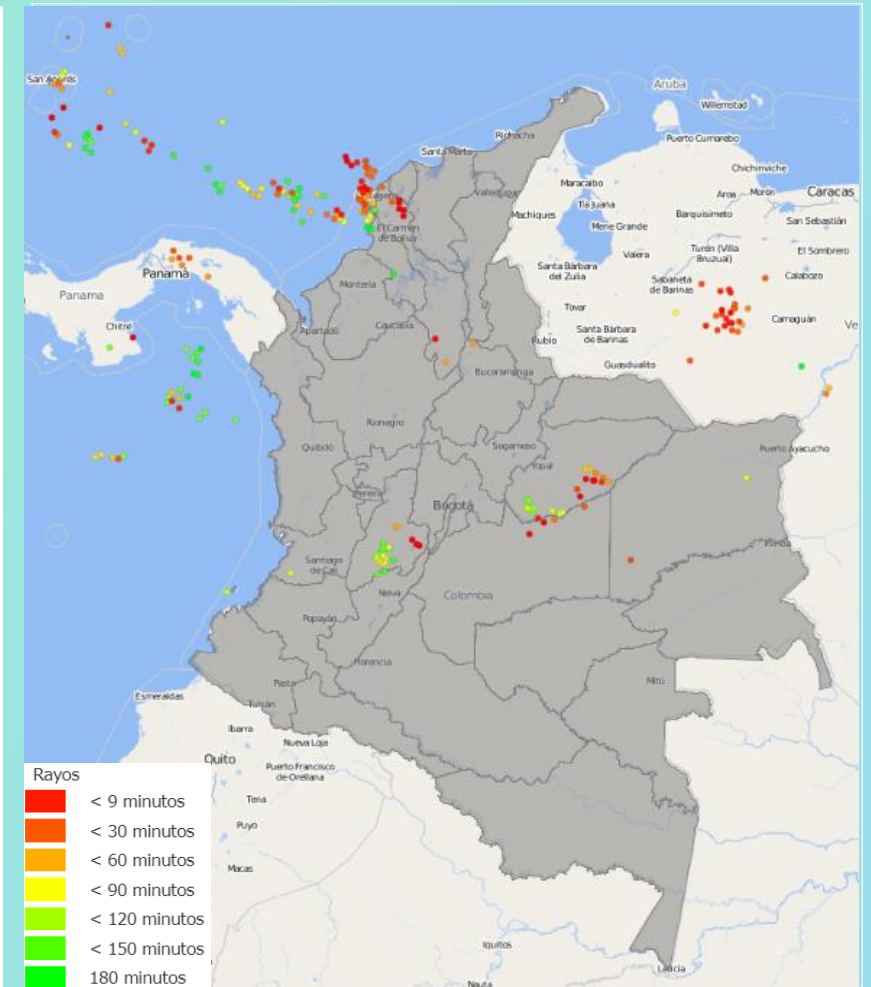 San Andrés
Aruba
Willemstad
Riohacha
Puerto Cumarebo
Santa Marta
Chichiriviche
Maracaibo
Aroa
Morón
Caracas
Valledupar
Tía Juana
Machiques
Barquisimeto
San Sebastián
Mene Grande
El Carmen
de Bolívar
Turén (Villa
Bruzual)
Valera
El Sombrero
Santa Bárbara
del Zulia
Panamá
Sabaneta
de Barinas
Calabozo
Montería
Panamá
Tovar
Chitré
Apartadó
Caucasia
Santa Bárbara
de Barinas
Camaguán
Ve
Rubio
Guasdualito
Bucaramanga
Rionegro
Quibdó
Sogamoso
Puerto Ayacucho
Yopal
Pereira
Bogotá
Santiago
de Cali
Neiva
Colombia
Popayán
Florencia
Mitú
Pasto
Esmeraldas
Tulcán
Ibarra
Nueva Loja
Quito
Puerto Francisco
de Orellana
Tena
Puyo
Macas
Iquitos
Leticia
Nauta
Rayos
< 9 minutos
< 30 minutos
< 60 minutos
< 90 minutos
< 120 minutos
< 150 minutos
180 minutos